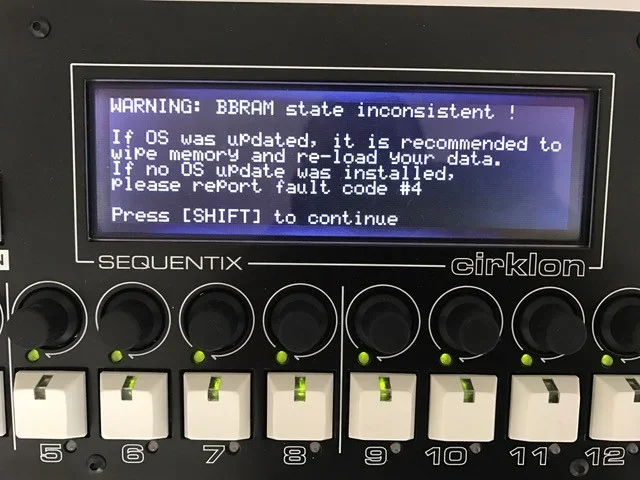 WARNING: BBRAM state inconsistent !
If OS was updated, it is recommended to
wipe memory and re-load your data.
If no OS update was installed,
please report fault code #4
Press [SHIFT] to continue
SEQUENTIX cirklon
5 6 7 8 9 10 11 12